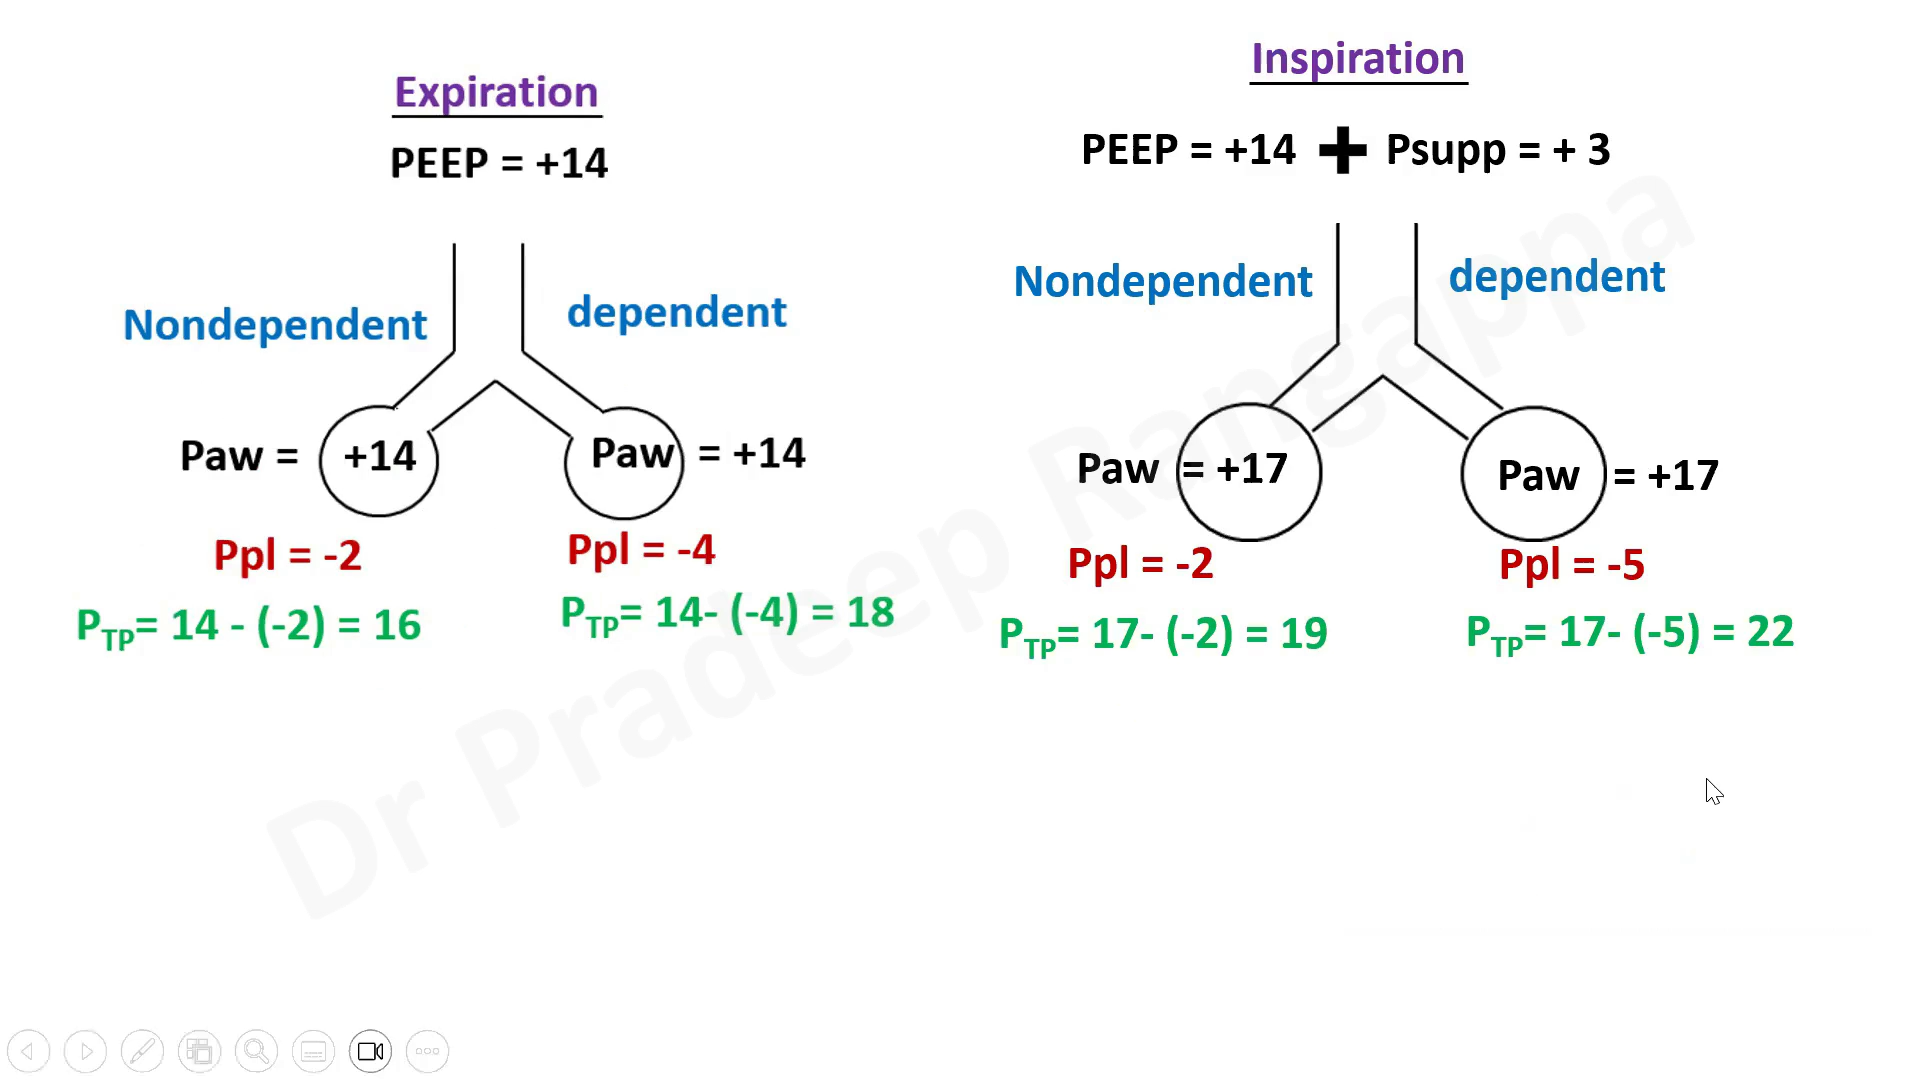 Expiration
PEEP = +14
Nondependent
dependent
Paw = +14
Paw = +14
Ppl = -2
Ppl = -4
PTP= 14 - (-2) = 16
PTP= 14- (-4) = 18
Inspiration
PEEP = +14 + Psupp = + 3
Nondependent
dependent
Paw = +17
Paw = +17
Ppl = -2
Ppl = -5
PTP= 17- (-2) = 19
PTP= 17- (-5) = 22
Dr Pradeep Rangappa